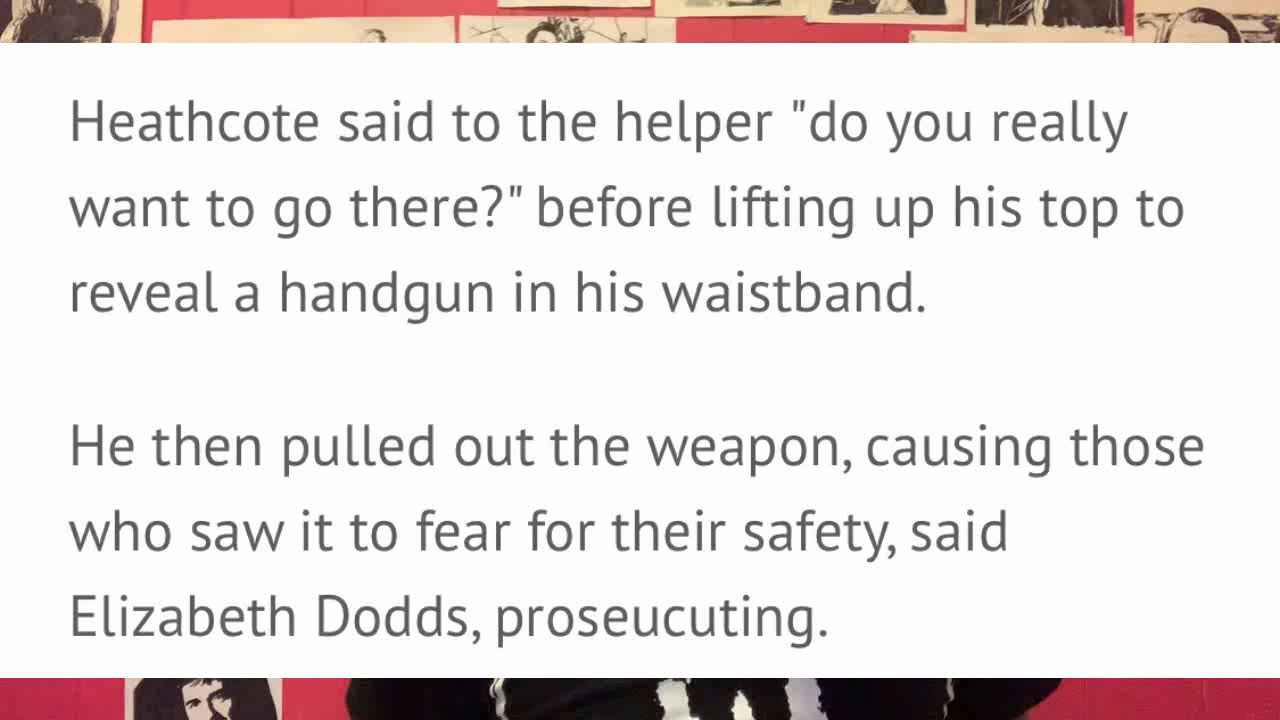 Heathcote said to the helper "do you really
want to go there?" before lifting up his top to
reveal a handgun in his waistband.
He then pulled out the weapon, causing those
who saw it to fear for their safety, said
Elizabeth Dodds, proseucuting.